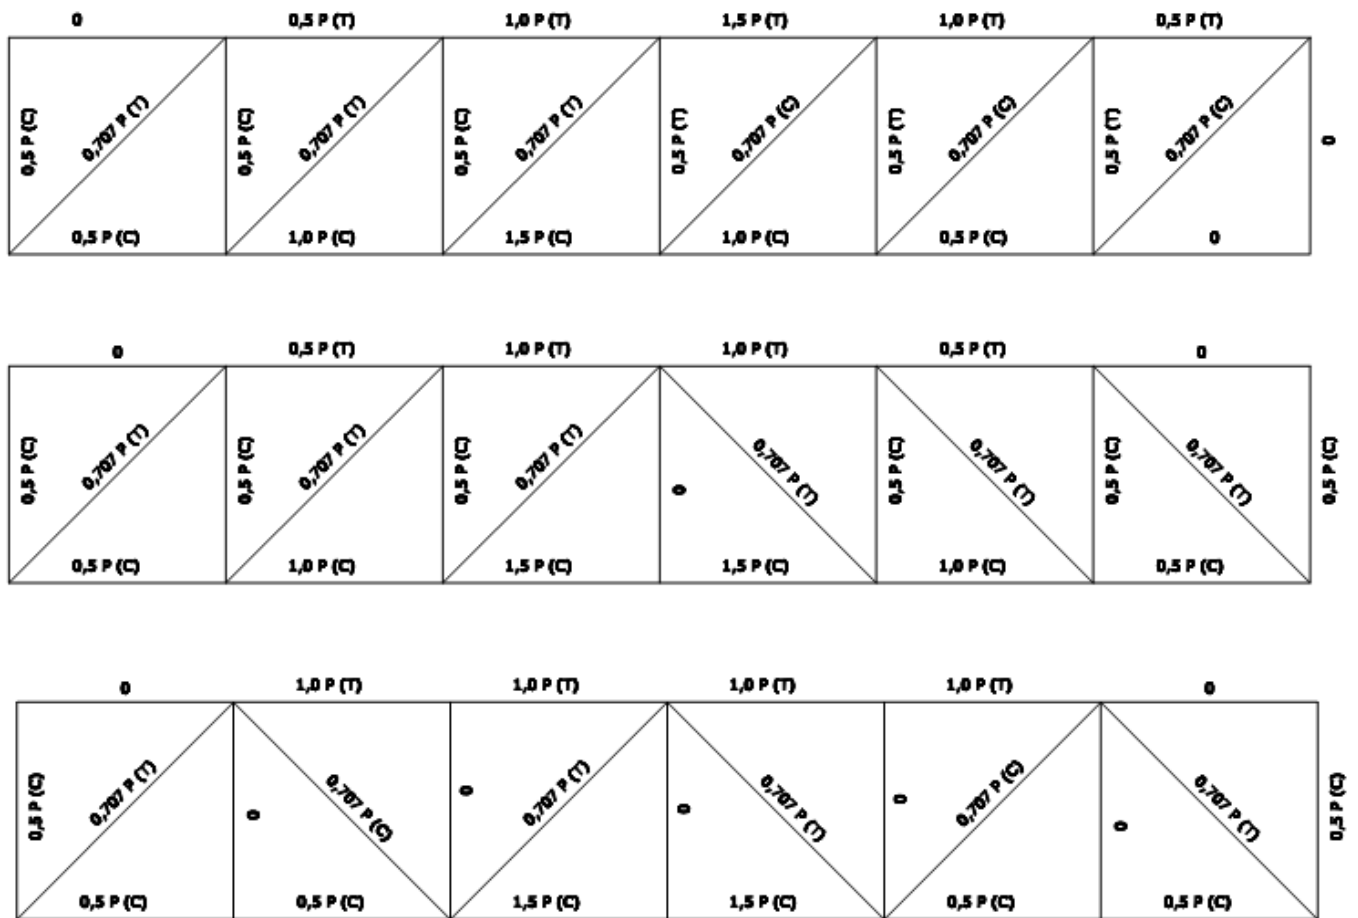 0 0,5 P (T) 1,0 P (T) 1,5 P (T) 1,0 P (T) 0,5 P (T)
0,5 P (C) 0,707 P (T) 0,5 P (C) 0,707 P (T) 0,5 P (C) 0,707 P (T) 0,5 P (T) 0,707 P (C) 0,5 P (T) 0,707 P (C) 0,5 P (T) 0,707 P (C) 0
0,5 P (C) 1,0 P (C) 1,5 P (C) 1,0 P (C) 0,5 P (C) 0
0 0,5 P (T) 1,0 P (T) 1,0 P (T) 0,5 P (T) 0
0,5 P (C) 0,707 P (T) 0,5 P (C) 0,707 P (T) 0,5 P (C) 0,707 P (T) 0 0,707 P (T) 0,5 P (C) 0,707 P (T) 0,5 P (C) 0,707 P (T) 0,5 P (C)
0,5 P (C) 1,0 P (C) 1,5 P (C) 1,5 P (C) 1,0 P (C) 0,5 P (C)
0 1,0 P (T) 1,0 P (T) 1,0 P (T) 1,0 P (T) 0
0,5 P (C) 0,707 P (T) 0 0,707 P (C) 0 0,707 P (T) 0 0,707 P (T) 0 0,707 P (C) 0 0,707 P (T) 0,5 P (C)
0,5 P (C) 0,5 P (C) 1,5 P (C) 1,5 P (C) 0,5 P (C) 0,5 P (C)